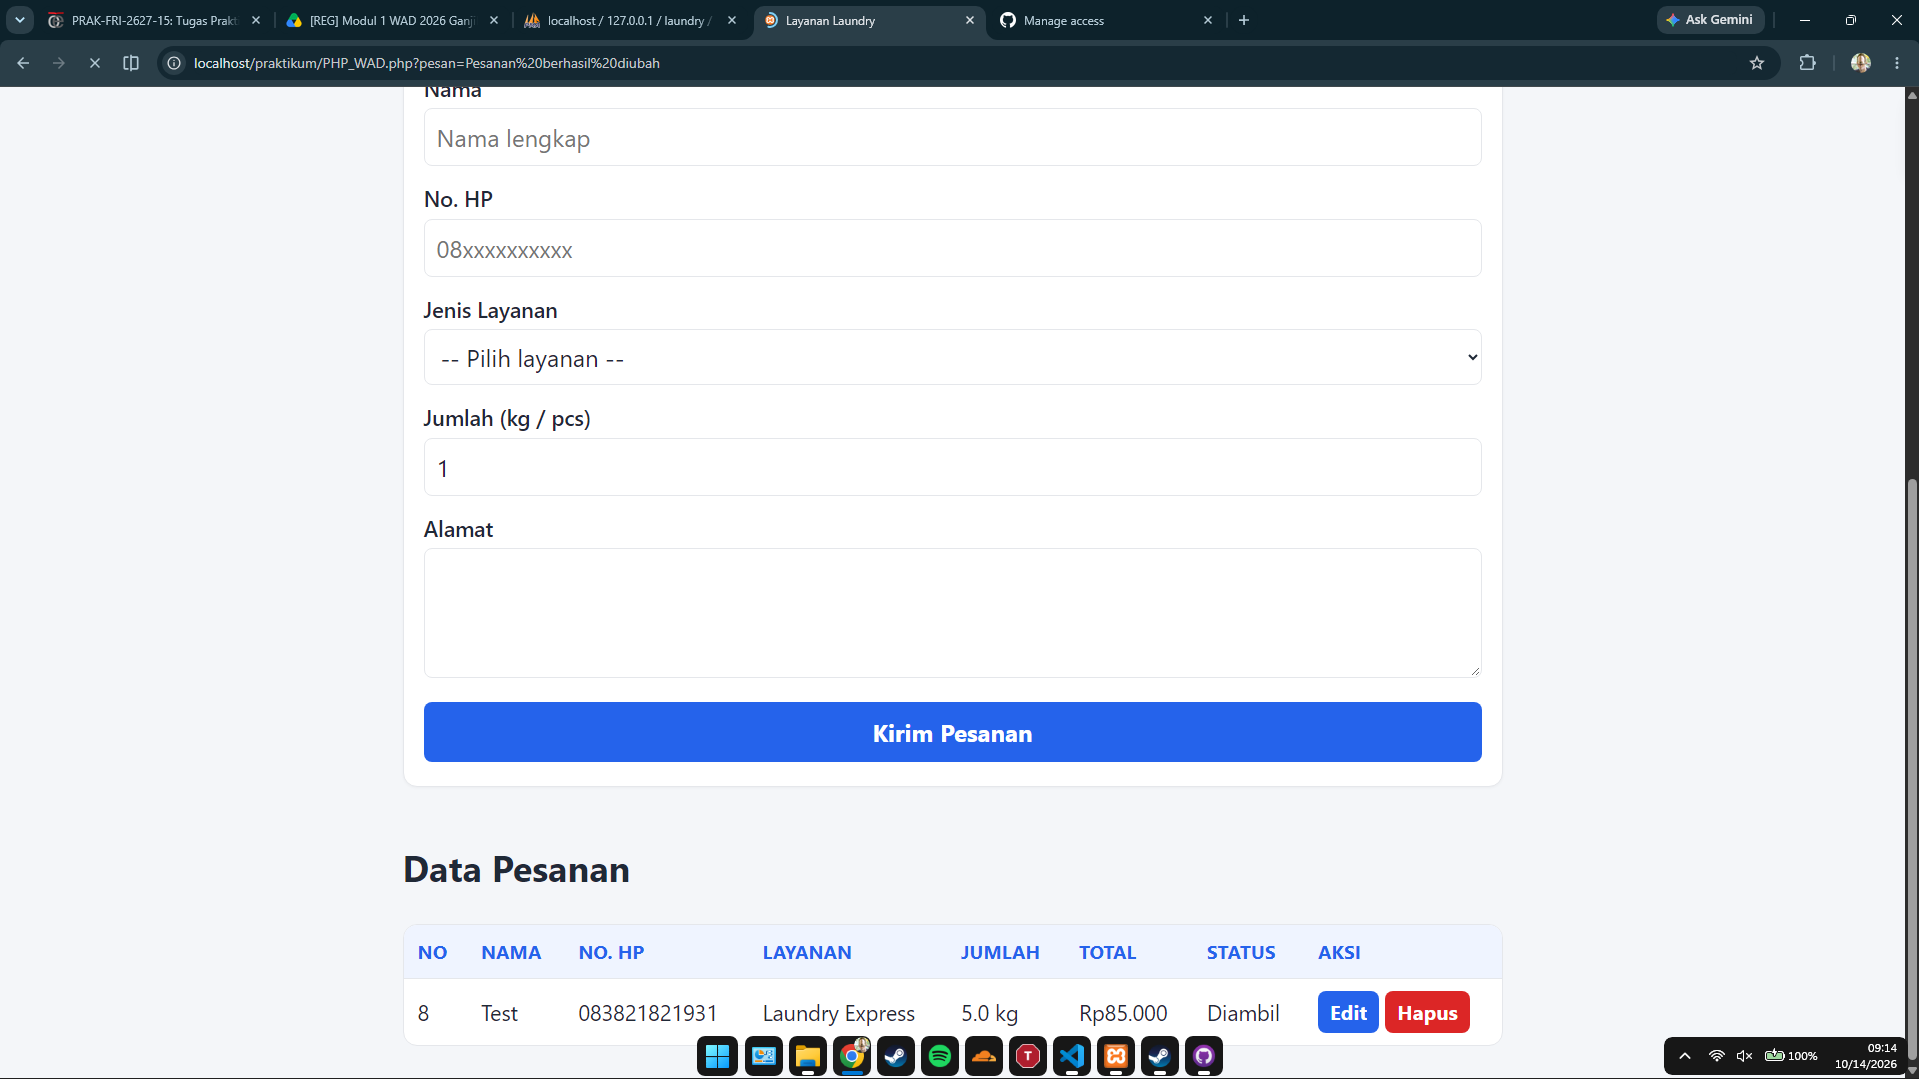 PRAK-FRI-2627-15: Tugas Prakt
[REG] Modul 1 WAD 2026 Ganji
localhost / 127.0.0.1 / laundry /
Layanan Laundry
Manage access
Ask Gemini
localhost/praktikum/PHP_WAD.php?pesan=Pesanan%20berhasil%20diubah
Nama
Nama lengkap
No. HP
08xxxxxxxxxx
Jenis Layanan
-- Pilih layanan --
Jumlah (kg / pcs)
1
Alamat
Kirim Pesanan
Data Pesanan
NO NAMA NO. HP LAYANAN JUMLAH TOTAL STATUS AKSI
8 Test 083821821931 Laundry Express 5.0 kg Rp85.000 Diambil Edit Hapus
T
100%
09:14
10/14/2026